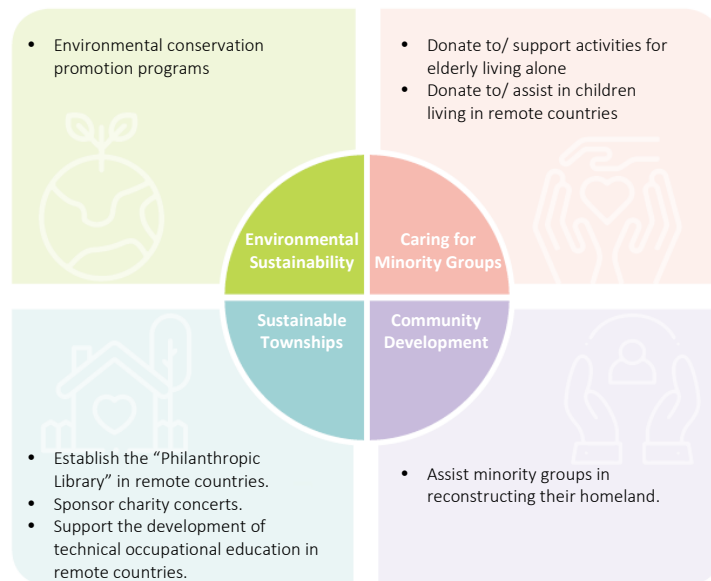 • Environmental conservation
promotion programs
• Donate to/ support activities for
elderly living alone
• Donate to/ assist in children
living in remote countries
Environmental
Sustainability
Caring for
Minority Groups
Sustainable
Townships
Community
Development
• Establish the “Philanthropic
Library” in remote countries.
• Sponsor charity concerts.
• Support the development of
technical occupational education in
remote countries.
• Assist minority groups in
reconstructing their homeland.